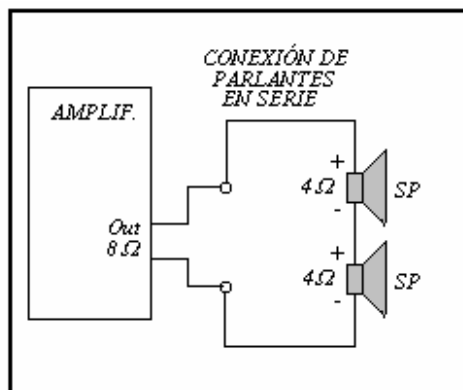 CONEXIÓN DE
PARLANTES
EN SERIE
AMPLIF.
Out
8 Ω
+
4 Ω
-
SP
+
4 Ω
-
SP